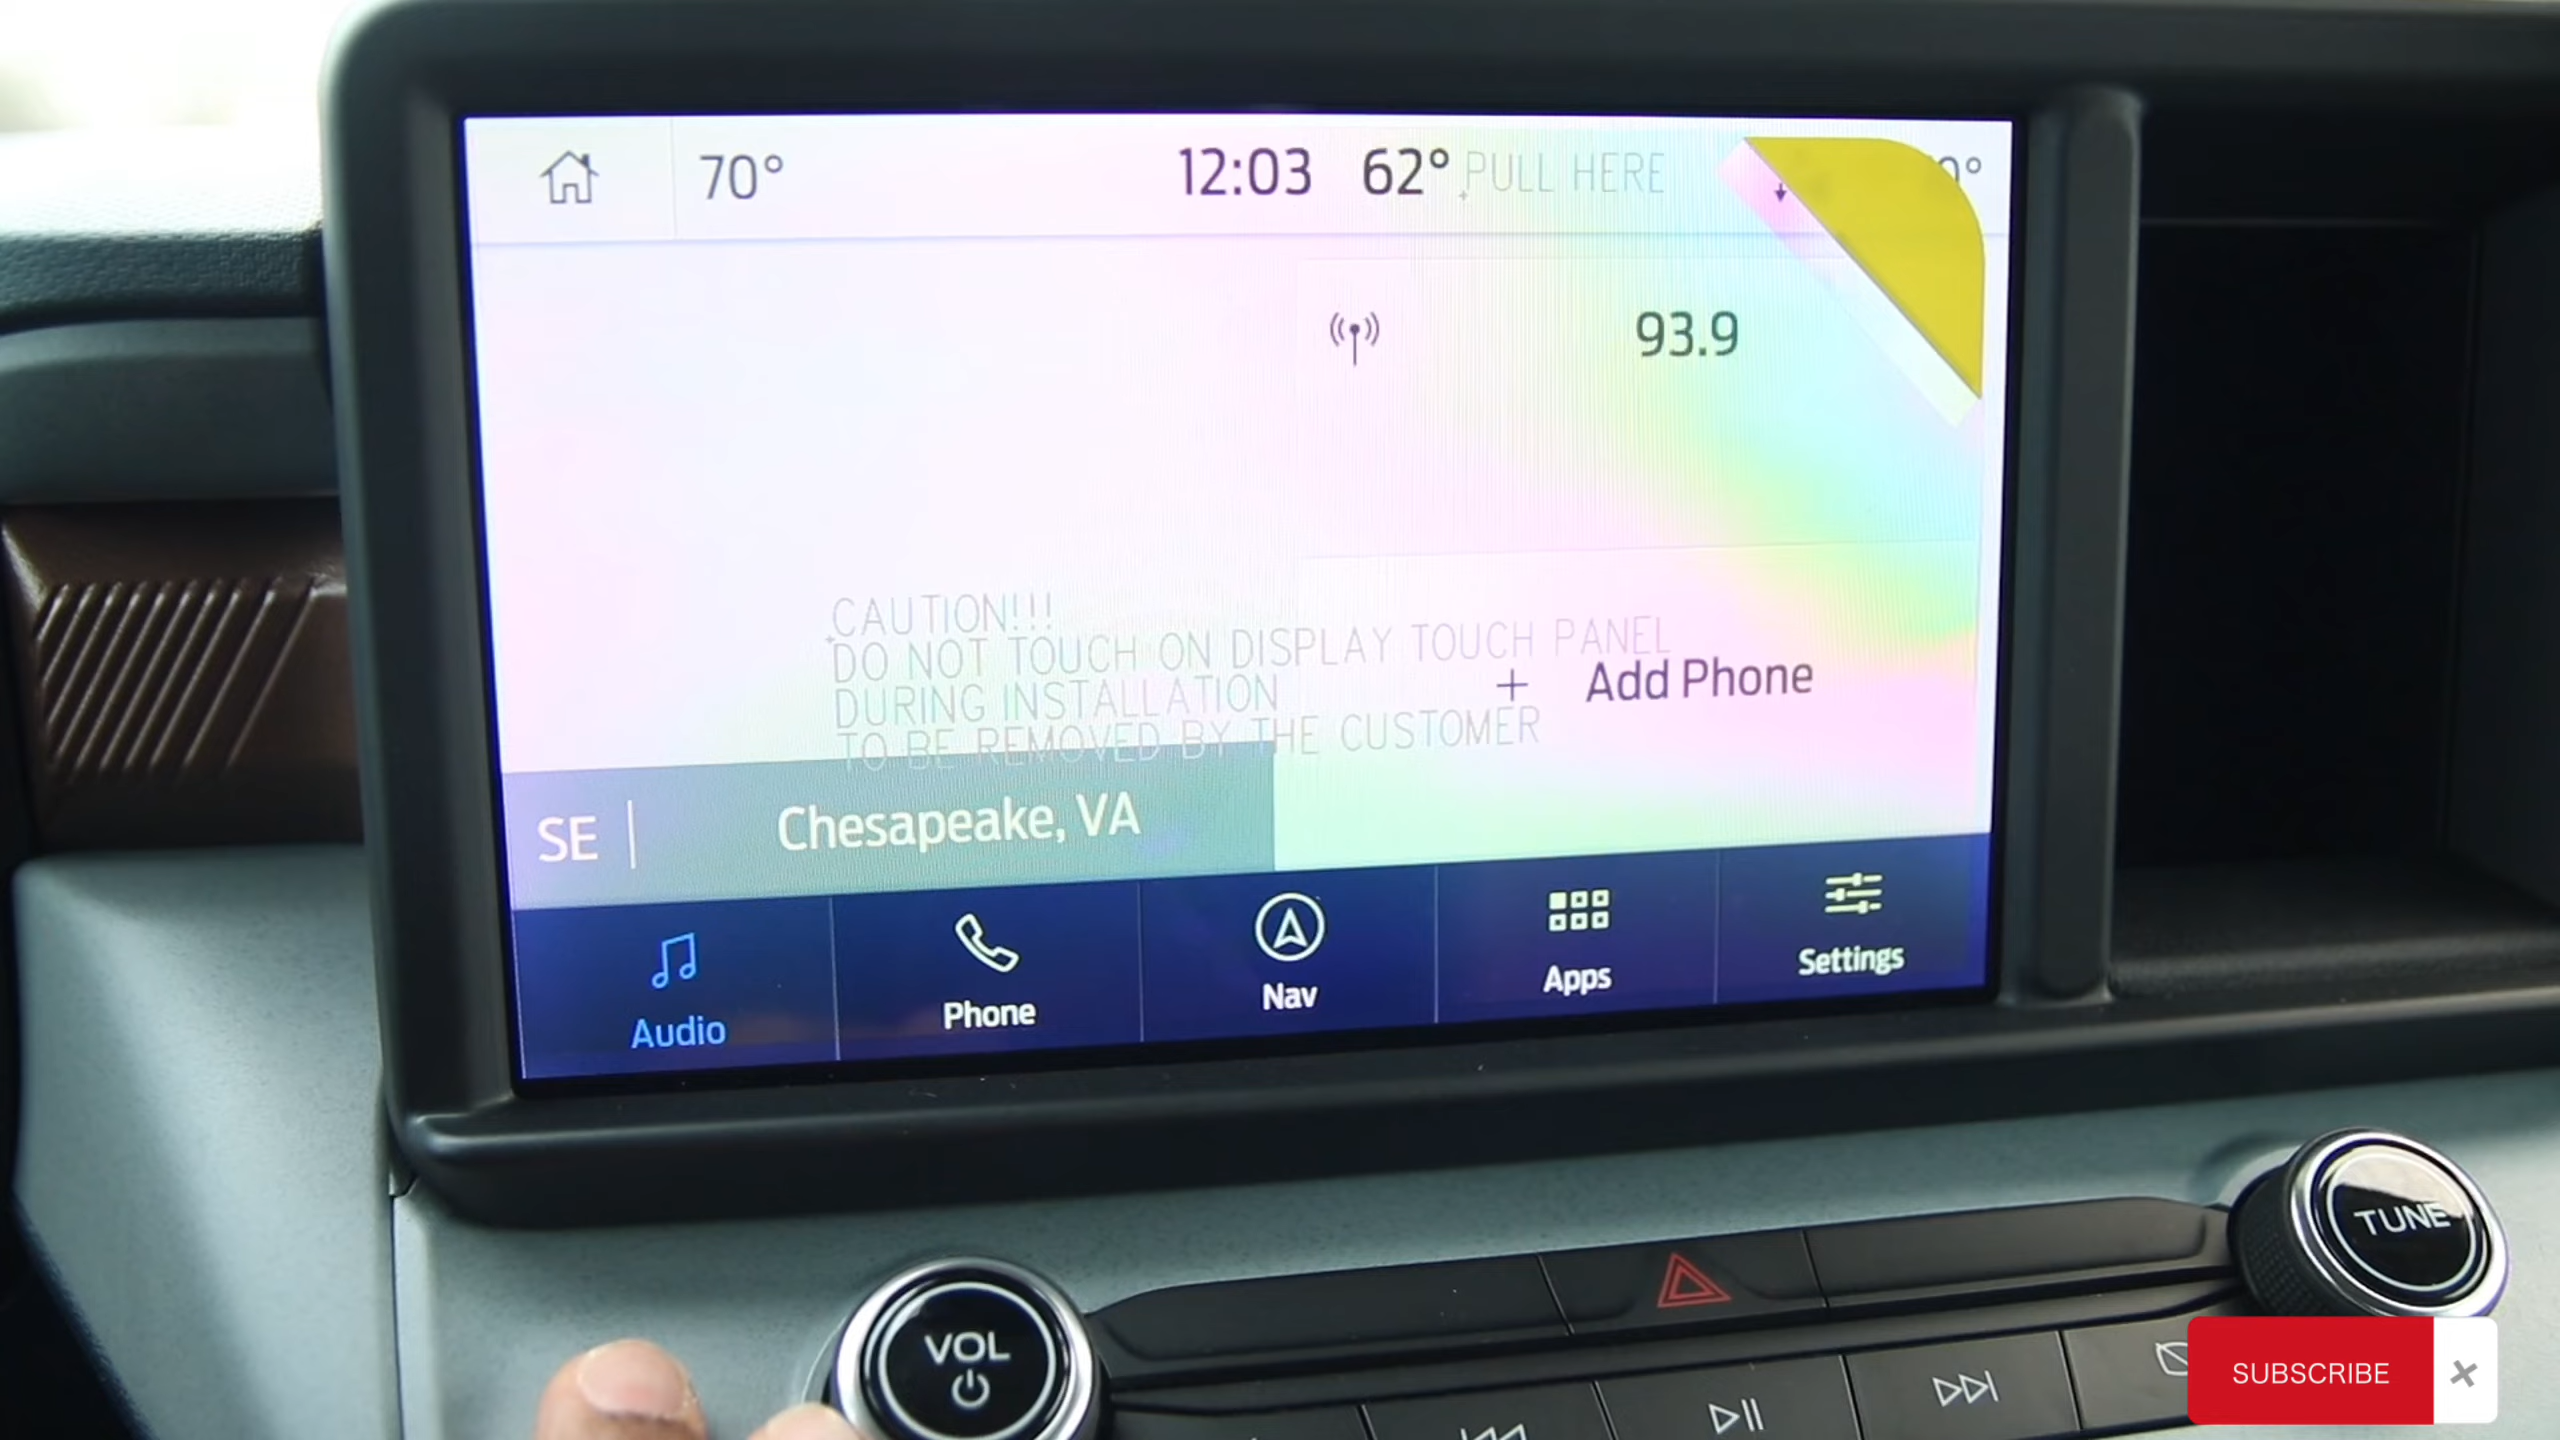 70° 12:03 62° PULL HERE 0°
93.9
CAUTION!!!
DO NOT TOUCH ON DISPLAY TOUCH PANEL
DURING INSTALLATION
TO BE REMOVED BY THE CUSTOMER
+ Add Phone
SE | Chesapeake, VA
Audio Phone Nav Apps Settings
TUNE
VOL
SUBSCRIBE